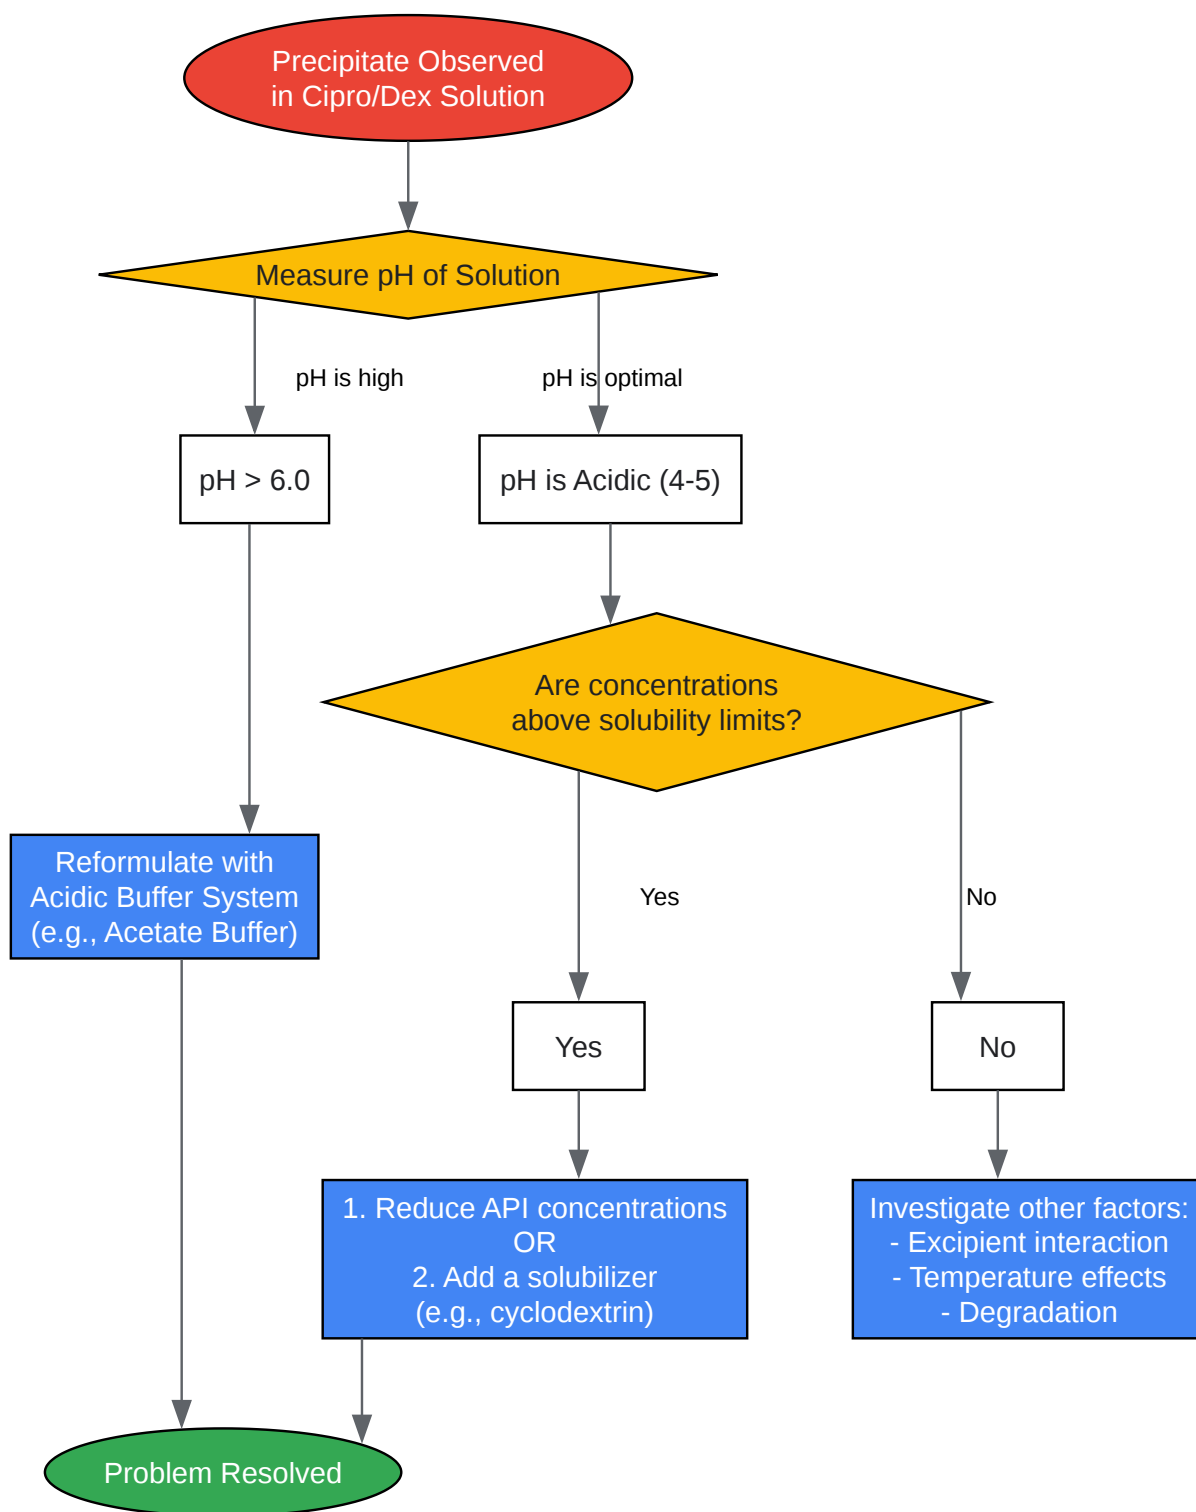 Precipitate Observed
in Cipro/Dex Solution
Measure pH of Solution
pH is high
pH is optimal
pH > 6.0
pH is Acidic (4-5)
Are concentrations
above solubility limits?
Reformulate with
Acidic Buffer System
(e.g., Acetate Buffer)
Yes
No
Yes
No
1. Reduce API concentrations
OR
2. Add a solubilizer
(e.g., cyclodextrin)
Investigate other factors:
- Excipient interaction
- Temperature effects
- Degradation
Problem Resolved